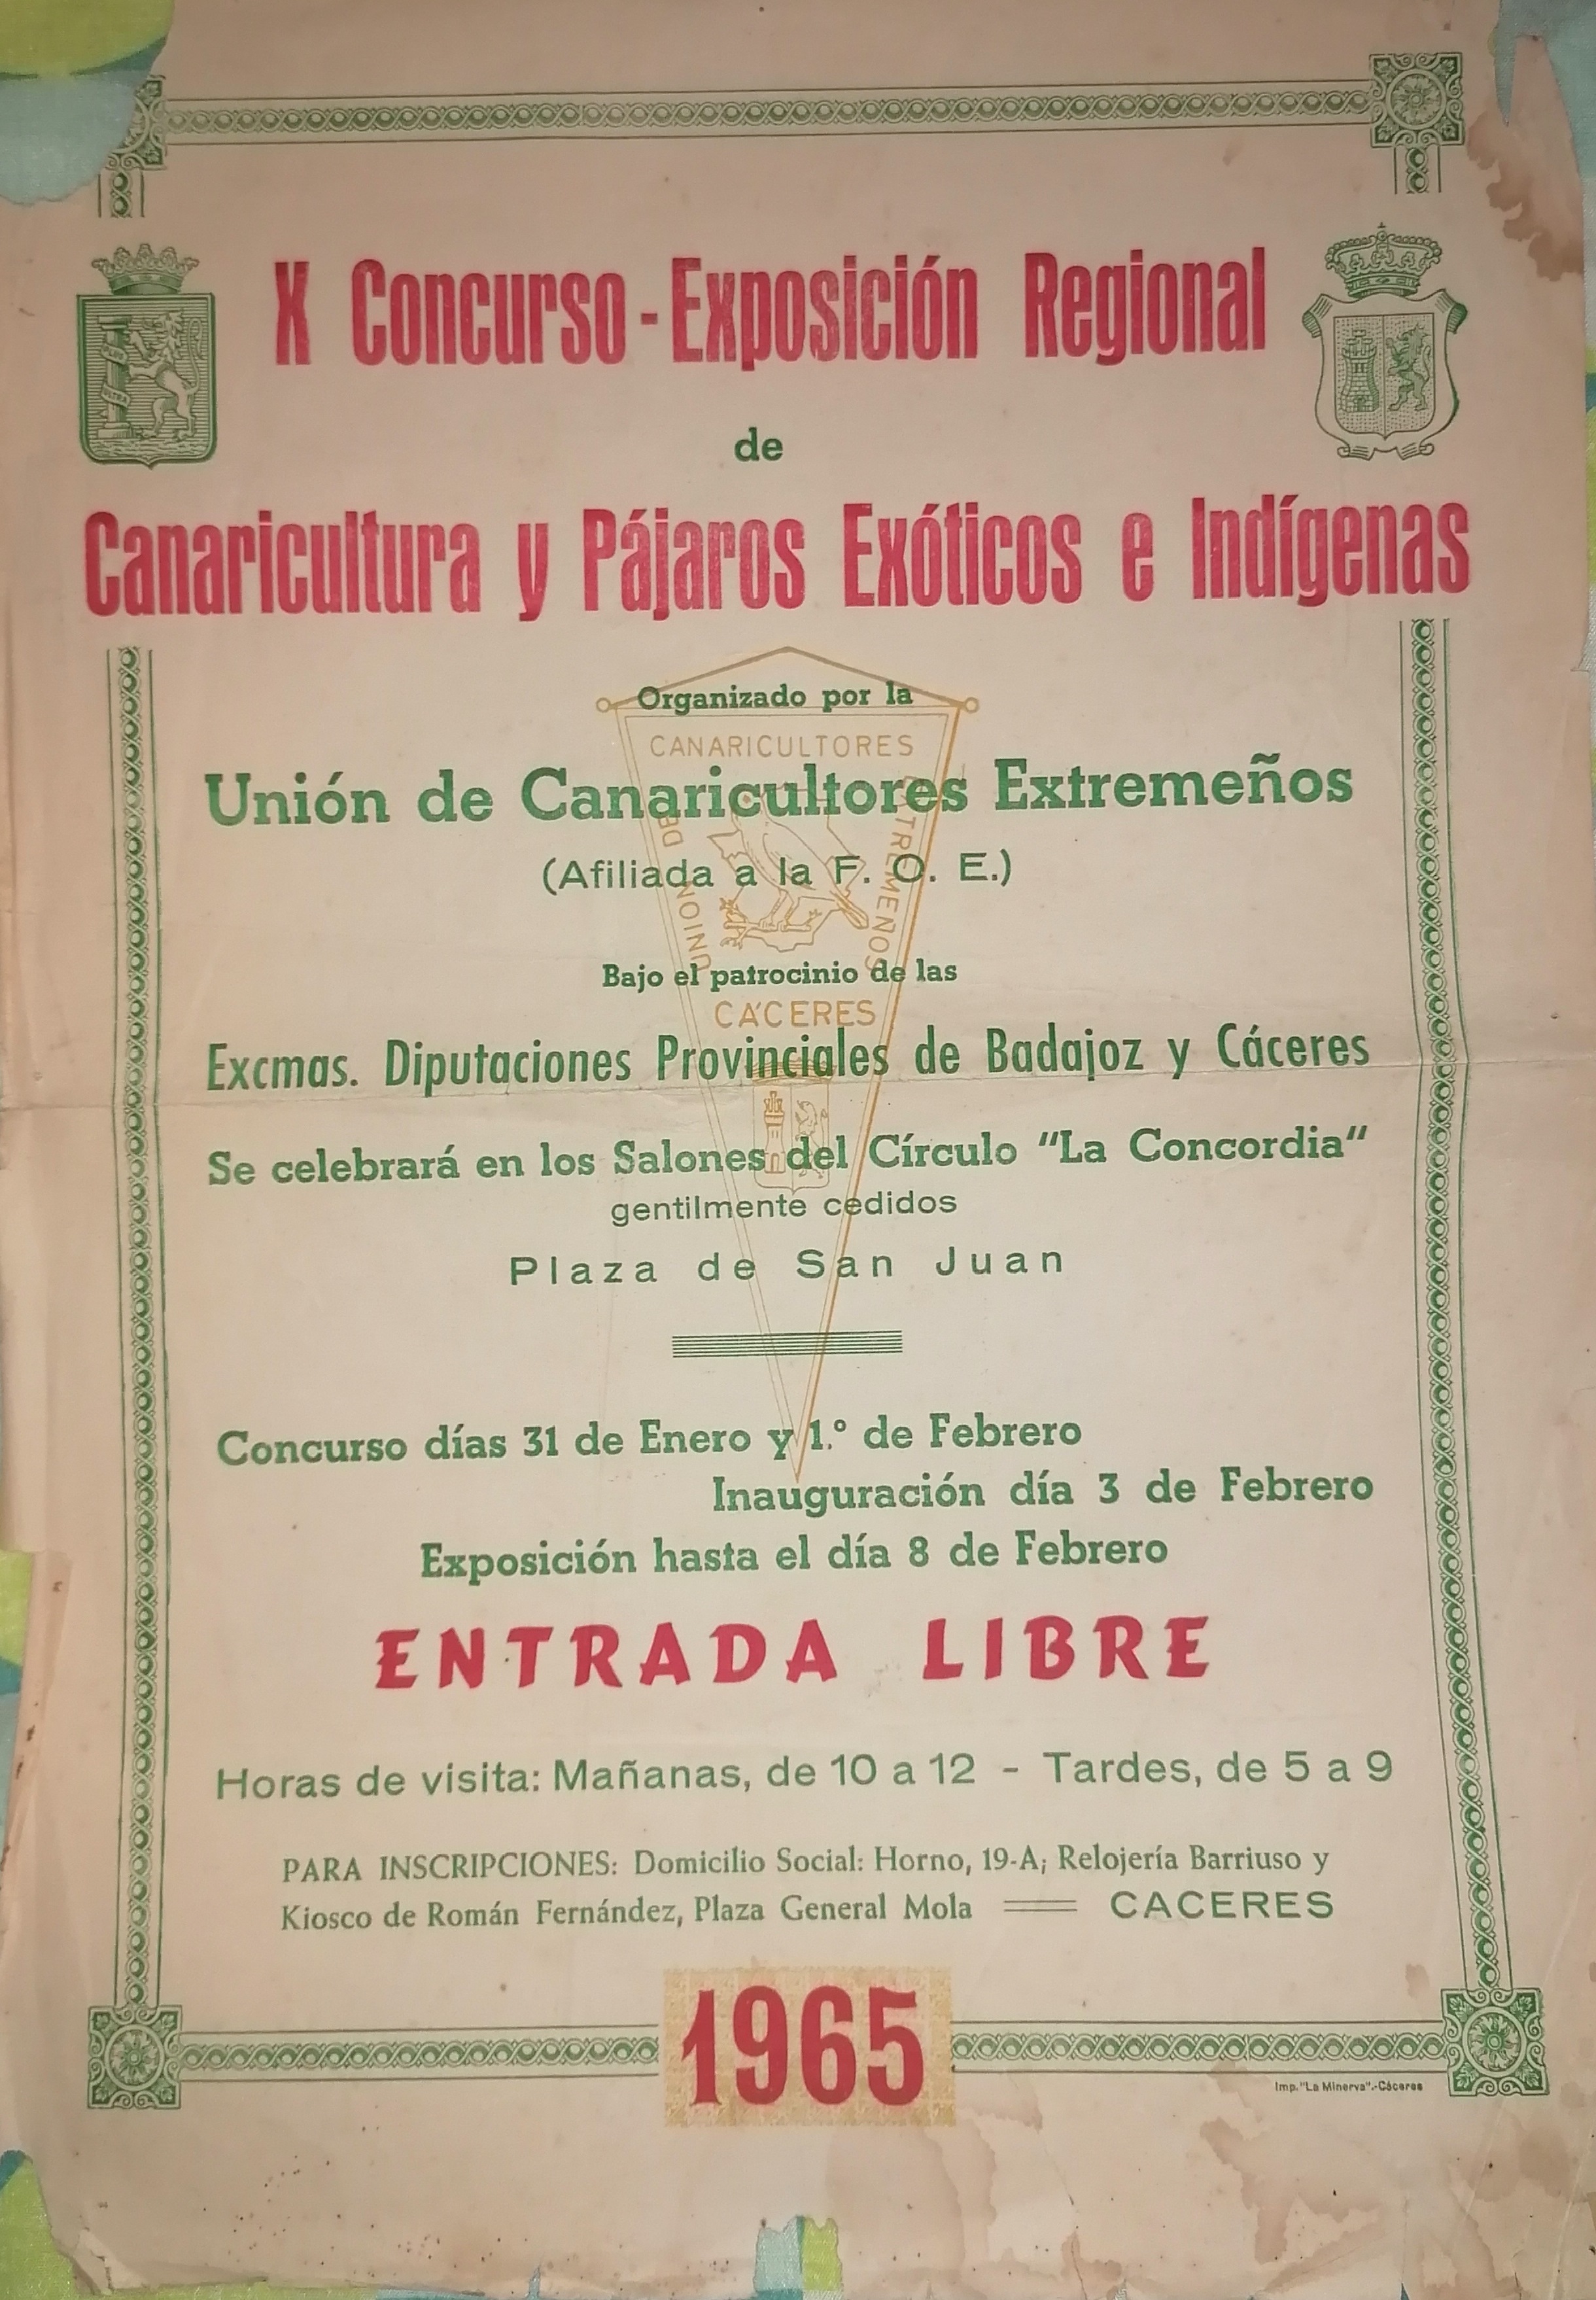 X Concurso-Exposición Regional
de
Canaricultura y Pájaros Exóticos e Indígenas
Organizado por la
CANARICULTORES
Unión de Canaricultores Extremeños
UNION DE
EXTREMEÑOS
(Afiliada a la F. O. E.)
Bajo el patrocinio de las
CÁCERES
Excmas. Diputaciones Provinciales de Badajoz y Cáceres
Se celebrará en los Salones del Círculo "La Concordia"
gentilmente cedidos
Plaza de San Juan
Concurso días 31 de Enero y 1.º de Febrero
Inauguración día 3 de Febrero
Exposición hasta el día 8 de Febrero
ENTRADA LIBRE
Horas de visita: Mañanas, de 10 a 12 - Tardes, de 5 a 9
PARA INSCRIPCIONES: Domicilio Social: Horno, 19-A; Relojería Barriuso y
Kiosco de Román Fernández, Plaza General Mola == CACERES
1965
Imp. "La Minerva".-Cáceres